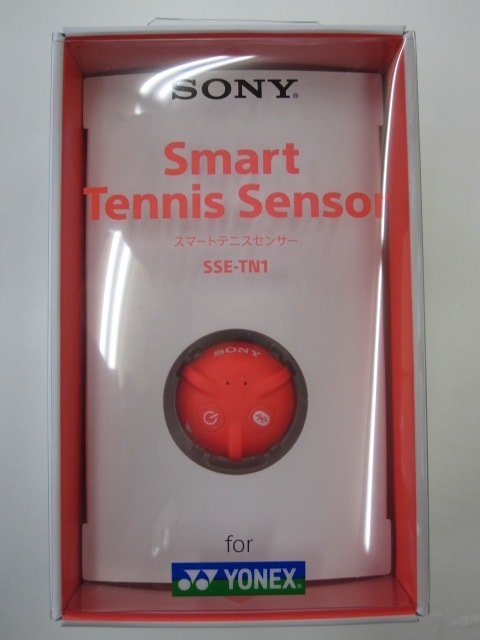 SONY®
Smart
Tennis Sensor
スマートテニスセンサー
SSE-TN1
SONY
for
YONEX®